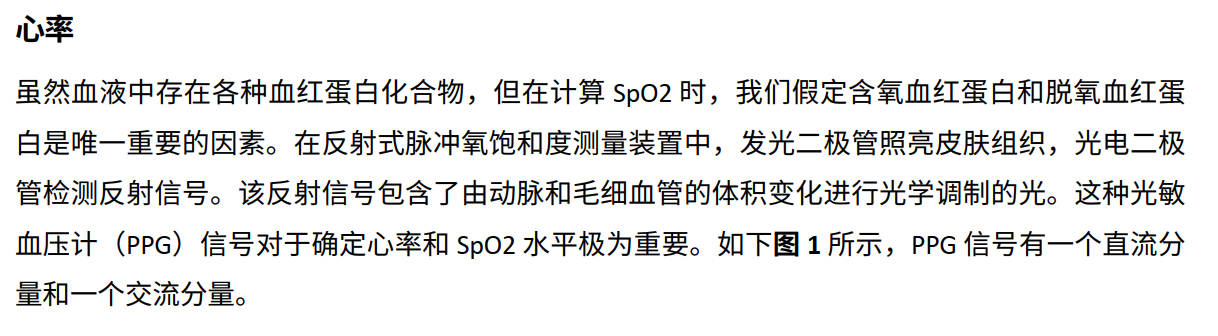 心率
虽然血液中存在各种血红蛋白化合物，但在计算 SpO2 时，我们假定含氧血红蛋白和脱氧血红蛋
白是唯一重要的因素。在反射式脉冲氧饱和度测量装置中，发光二极管照亮皮肤组织，光电二极
管检测反射信号。该反射信号包含了由动脉和毛细血管的体积变化进行光学调制的光。这种光敏
血压计（PPG）信号对于确定心率和 SpO2 水平极为重要。如下图 1 所示，PPG 信号有一个直流分
量和一个交流分量。